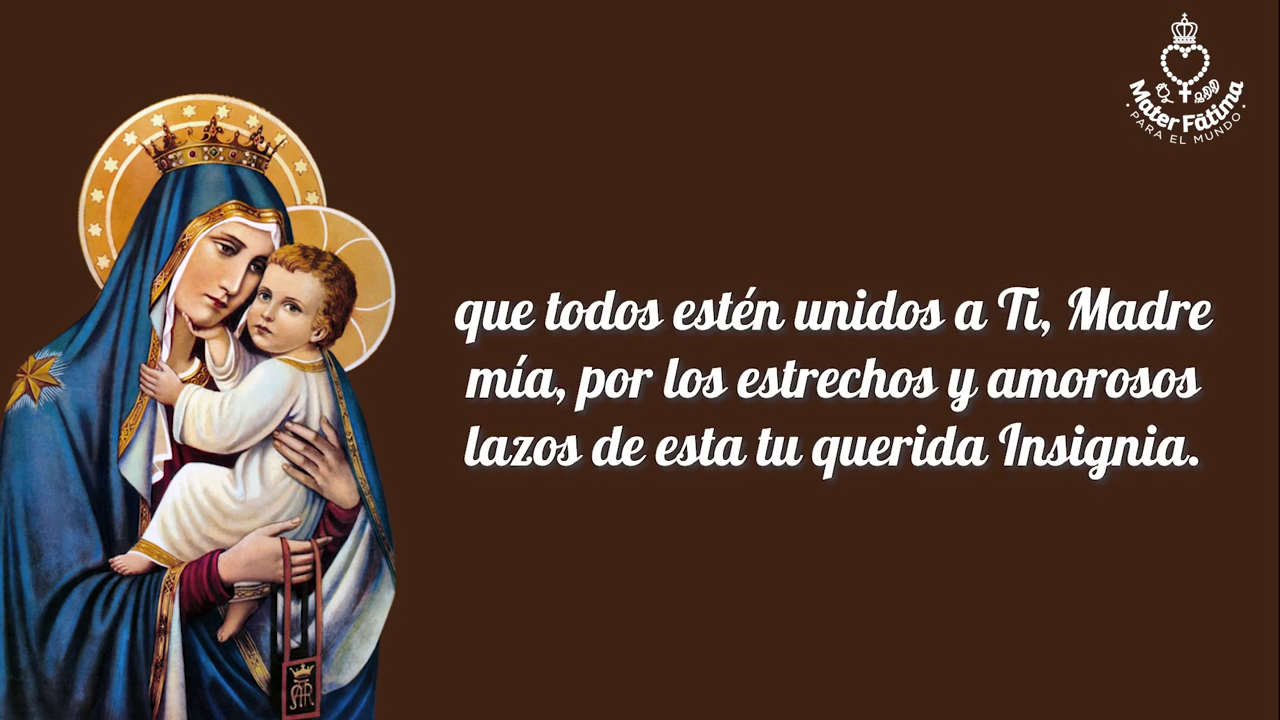 Mater Fātima
· PARA EL MUNDO ·
que todos estén unidos a Ti, Madre
mía, por los estrechos y amorosos
lazos de esta tu querida Insignia.